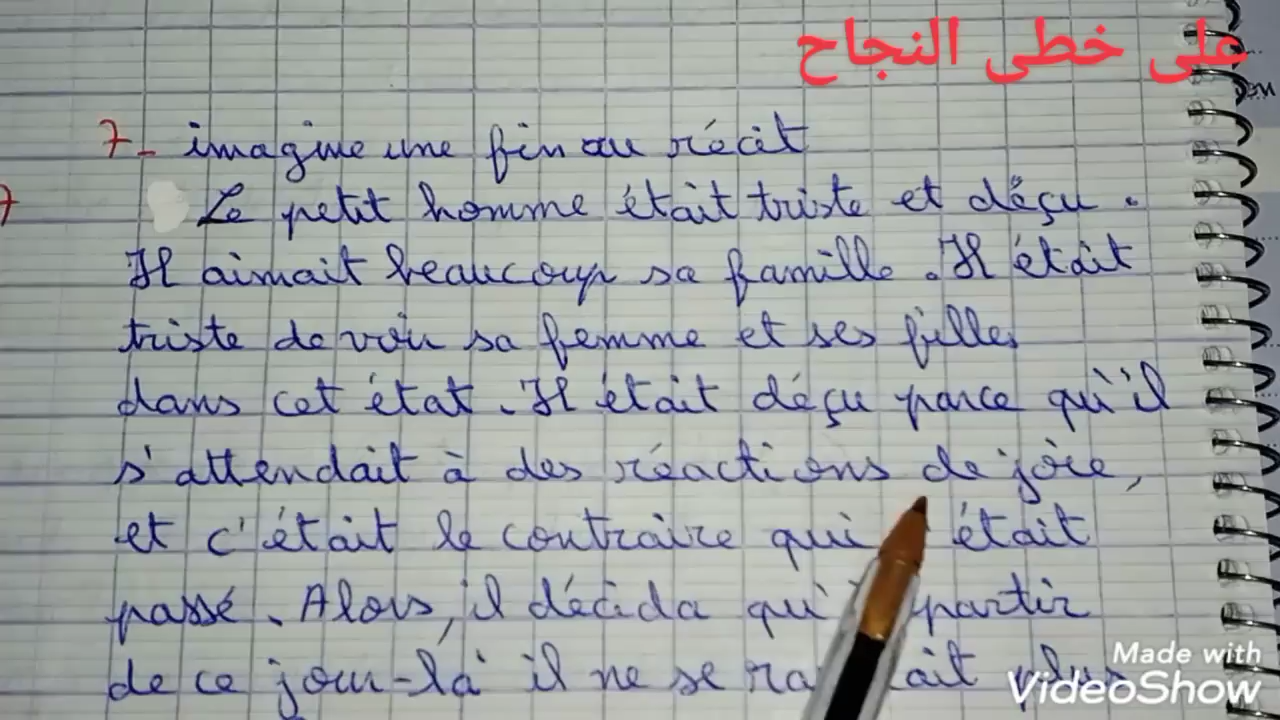 على خطى النجاح
7- imagine une fin au récit
7
Le petit homme était triste et déçu.
Il aimait beaucoup sa famille. Il était
triste de voir sa femme et ses filles
dans cet état. Il était déçu parce qu'il
s'attendait à des réactions de joie,
et c'était le contraire qui était
passé. Alors, il décida qu' partir
de ce jour-là il ne se plus
Made with
VideoShow